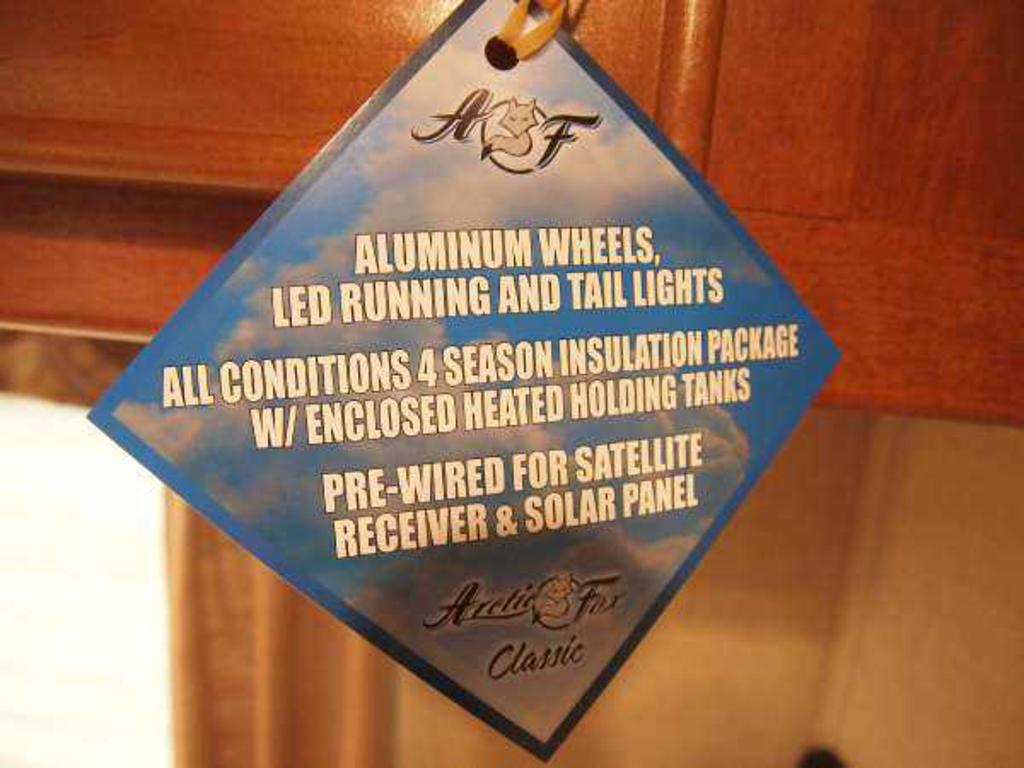 A F
ALUMINUM WHEELS,
LED RUNNING AND TAIL LIGHTS
ALL CONDITIONS 4 SEASON INSULATION PACKAGE
W/ ENCLOSED HEATED HOLDING TANKS
PRE-WIRED FOR SATELLITE
RECEIVER & SOLAR PANEL
Arctic Fox
Classic